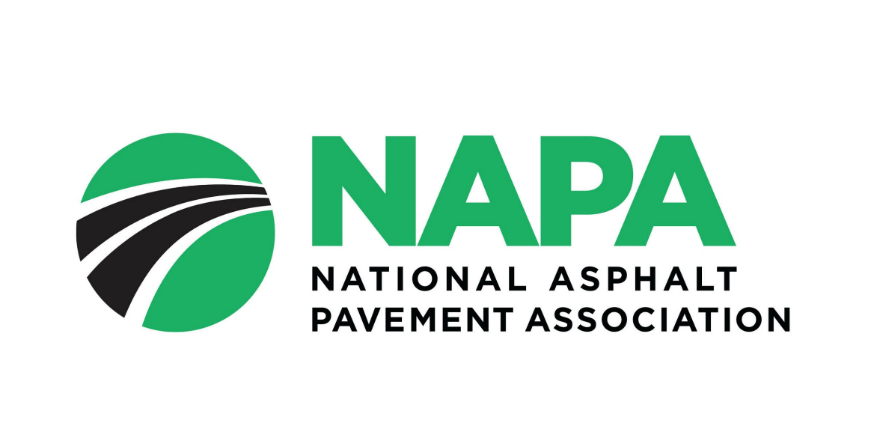 NAPA
NATIONAL ASPHALT
PAVEMENT ASSOCIATION